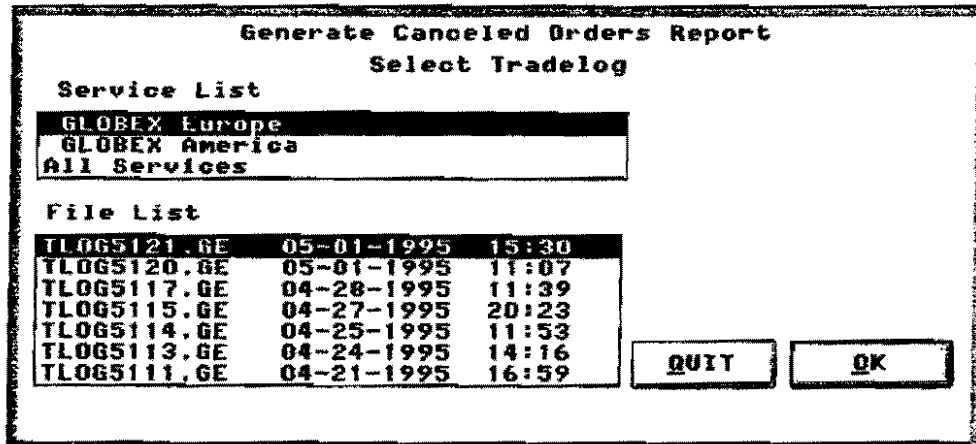 Generate Canceled Orders Report
Select Tradelog
Service List
GLOBEX Europe
GLOBEX America
All Services
File List
TLOG5121.GE 05-01-1995 15:30
TLOG5120.GE 05-01-1995 11:07
TLOG5117.GE 04-28-1995 11:39
TLOG5115.GE 04-27-1995 20:23
TLOG5114.GE 04-25-1995 11:53
TLOG5113.GE 04-24-1995 14:16
TLOG5111.GE 04-21-1995 16:59
QUIT OK